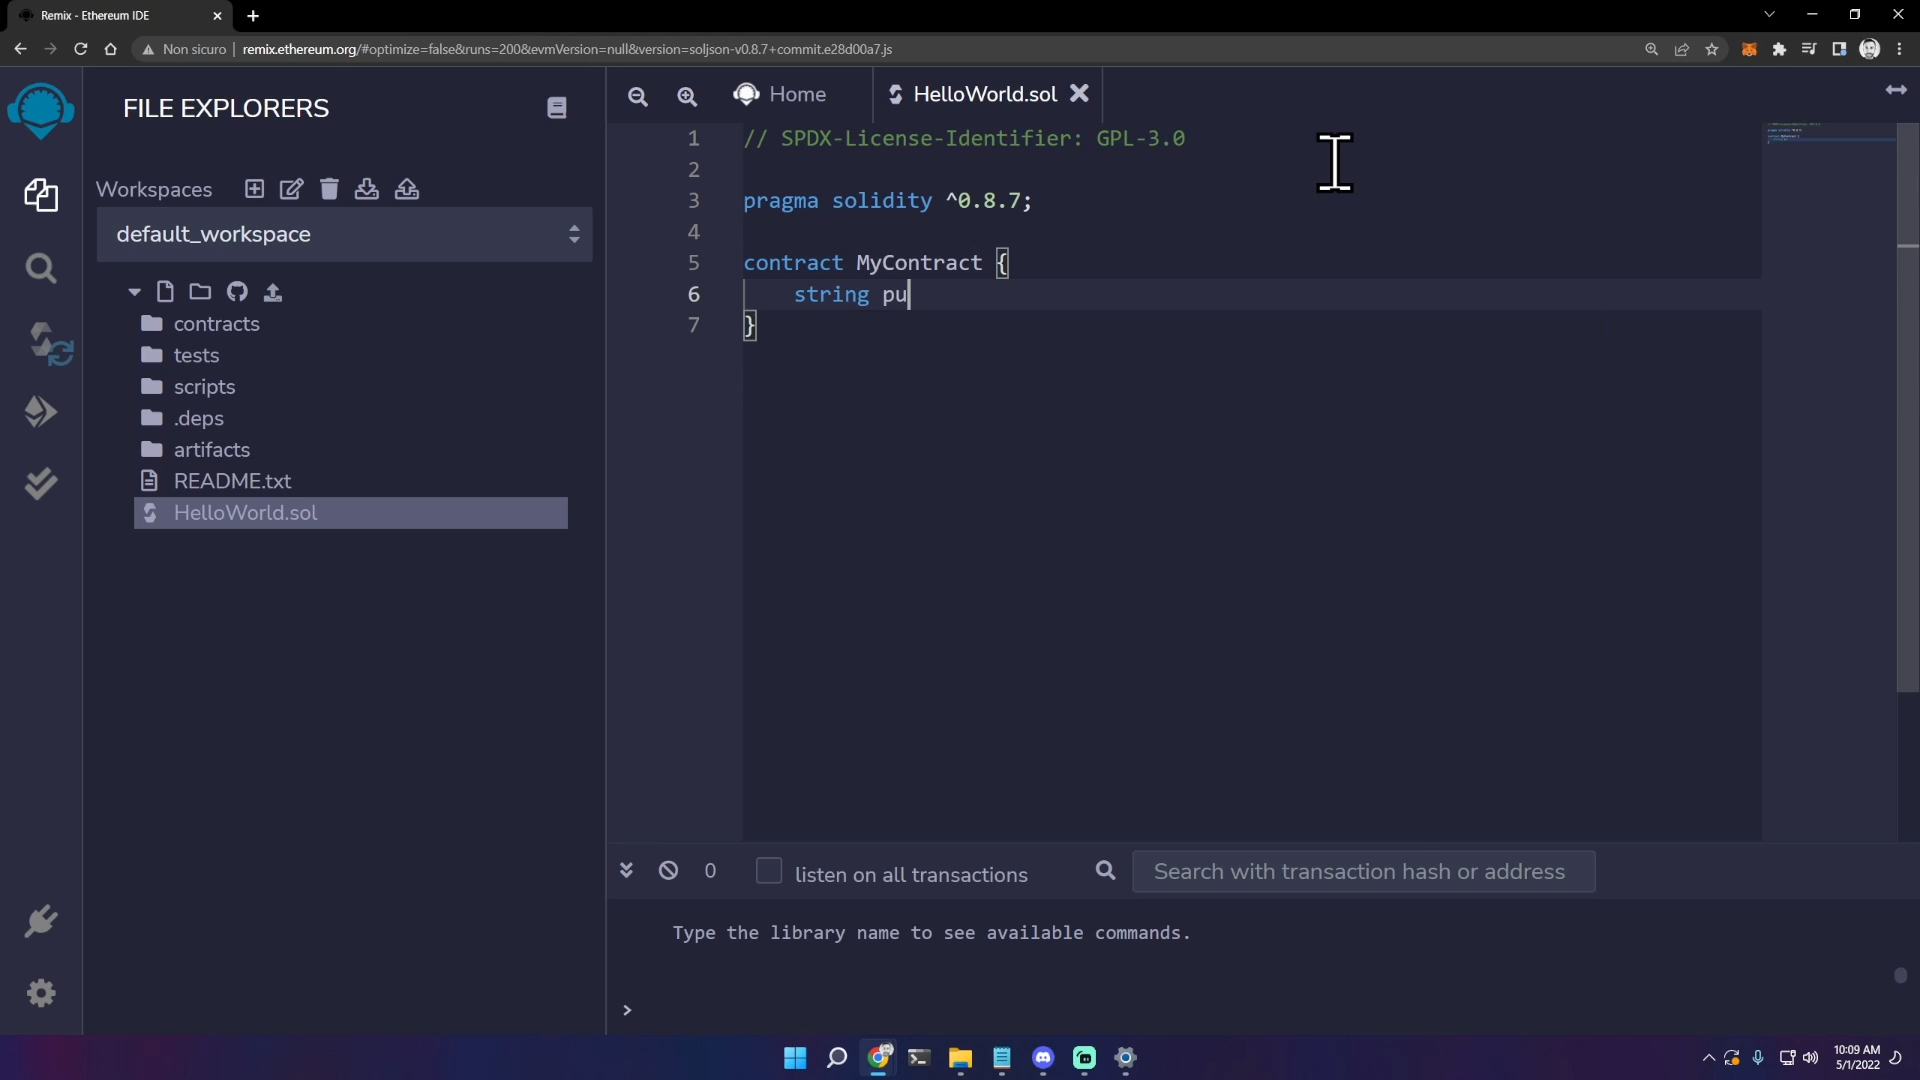 Remix - Ethereum IDE
Non sicuro | remix.ethereum.org/#optimize=false&runs=200&evmVersion=null&version=soljson-v0.8.7+commit.e28d00a7.js
FILE EXPLORERS
Workspaces
default_workspace
contracts
tests
scripts
.deps
artifacts
README.txt
HelloWorld.sol
Home
HelloWorld.sol
1 // SPDX-License-Identifier: GPL-3.0
2
3 pragma solidity ^0.8.7;
4
5 contract MyContract {
6 string pu
7 }
0
listen on all transactions
Search with transaction hash or address
Type the library name to see available commands.
>
10:09 AM
5/1/2022